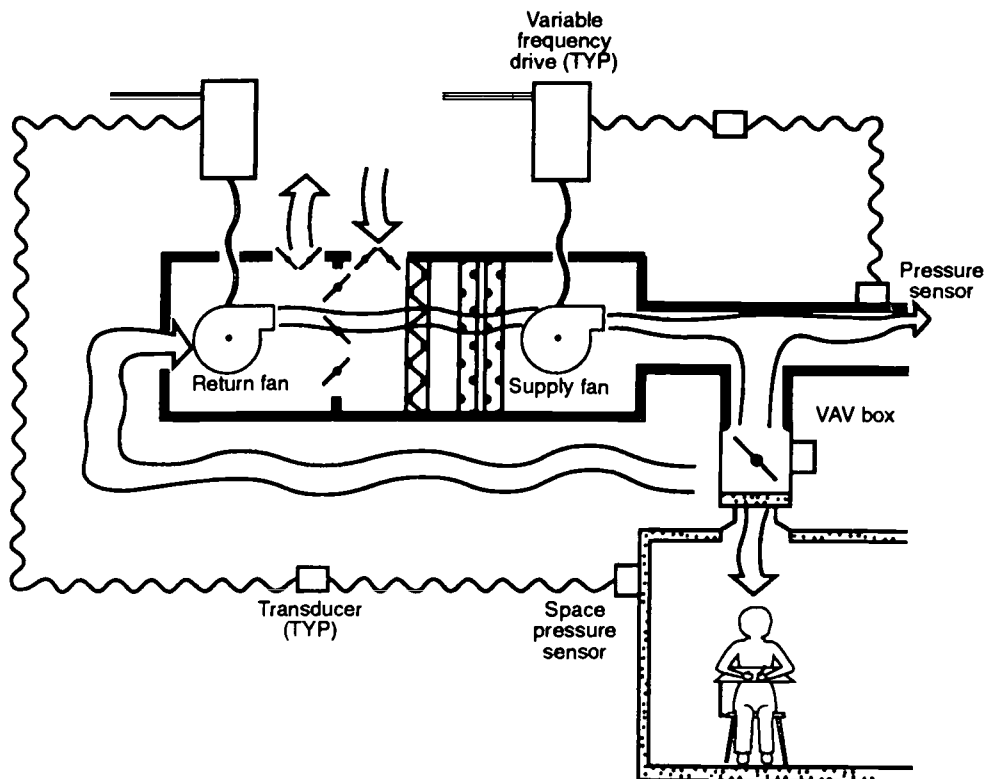 Variable
frequency
drive (TYP)
Pressure
sensor
Return fan
Supply fan
VAV box
Transducer
(TYP)
Space
pressure
sensor